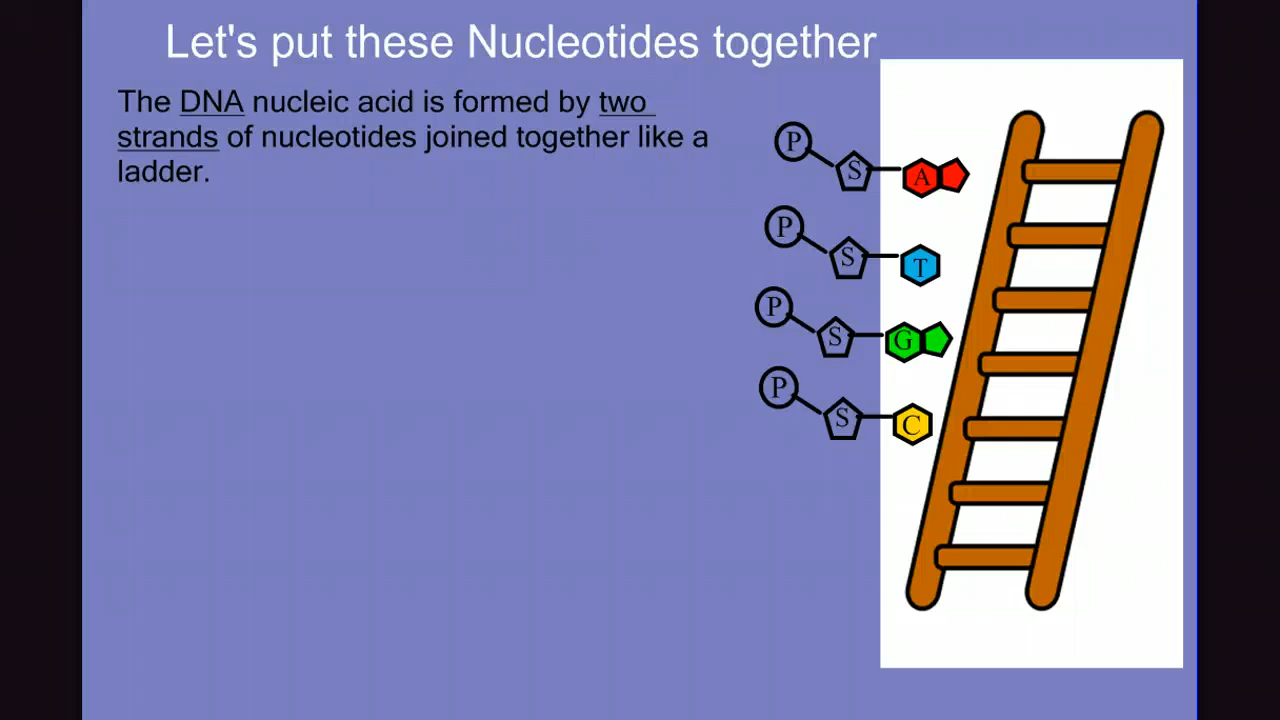 Let's put these Nucleotides together
The DNA nucleic acid is formed by two
strands of nucleotides joined together like a
ladder.
P S A
P S T
P S G
P S C